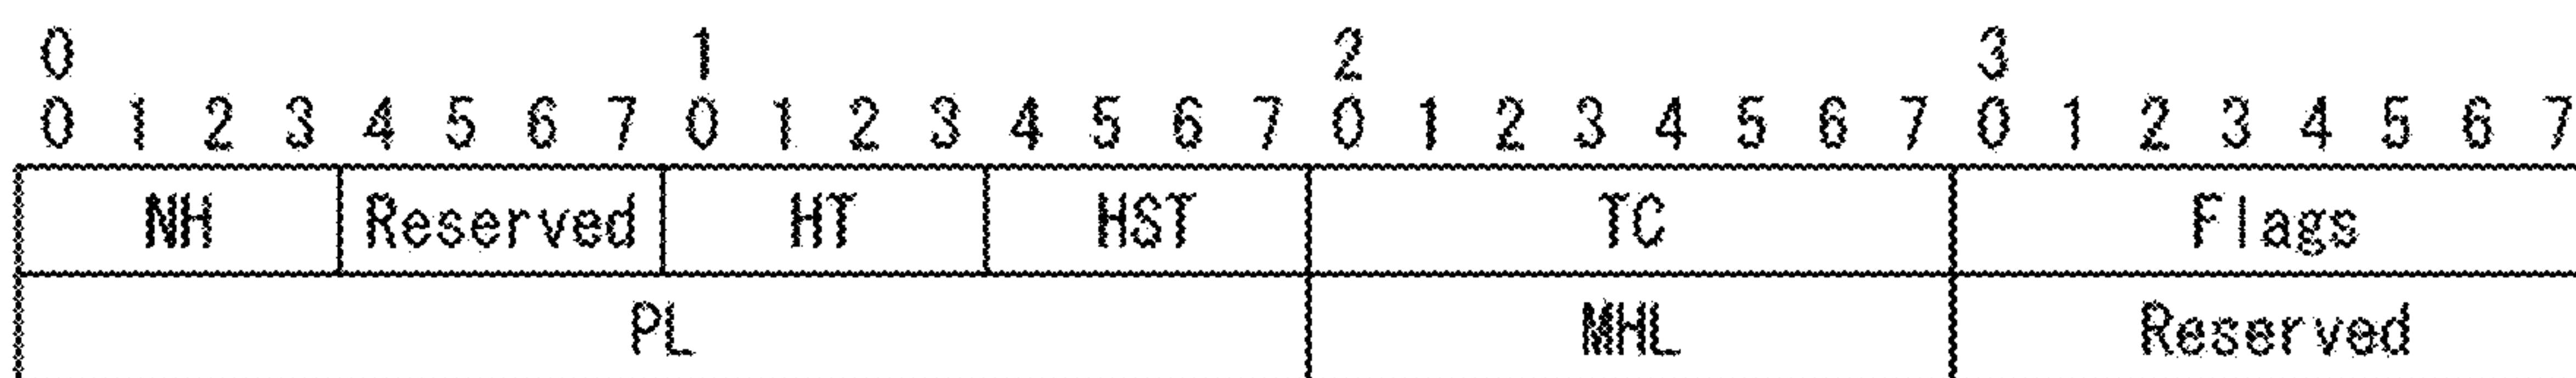 0 1 2 3
0 1 2 3 4 5 6 7 0 1 2 3 4 5 6 7 0 1 2 3 4 5 6 7 0 1 2 3 4 5 6 7
NH Reserved HT HST TC Flags
PL MHL Reserved